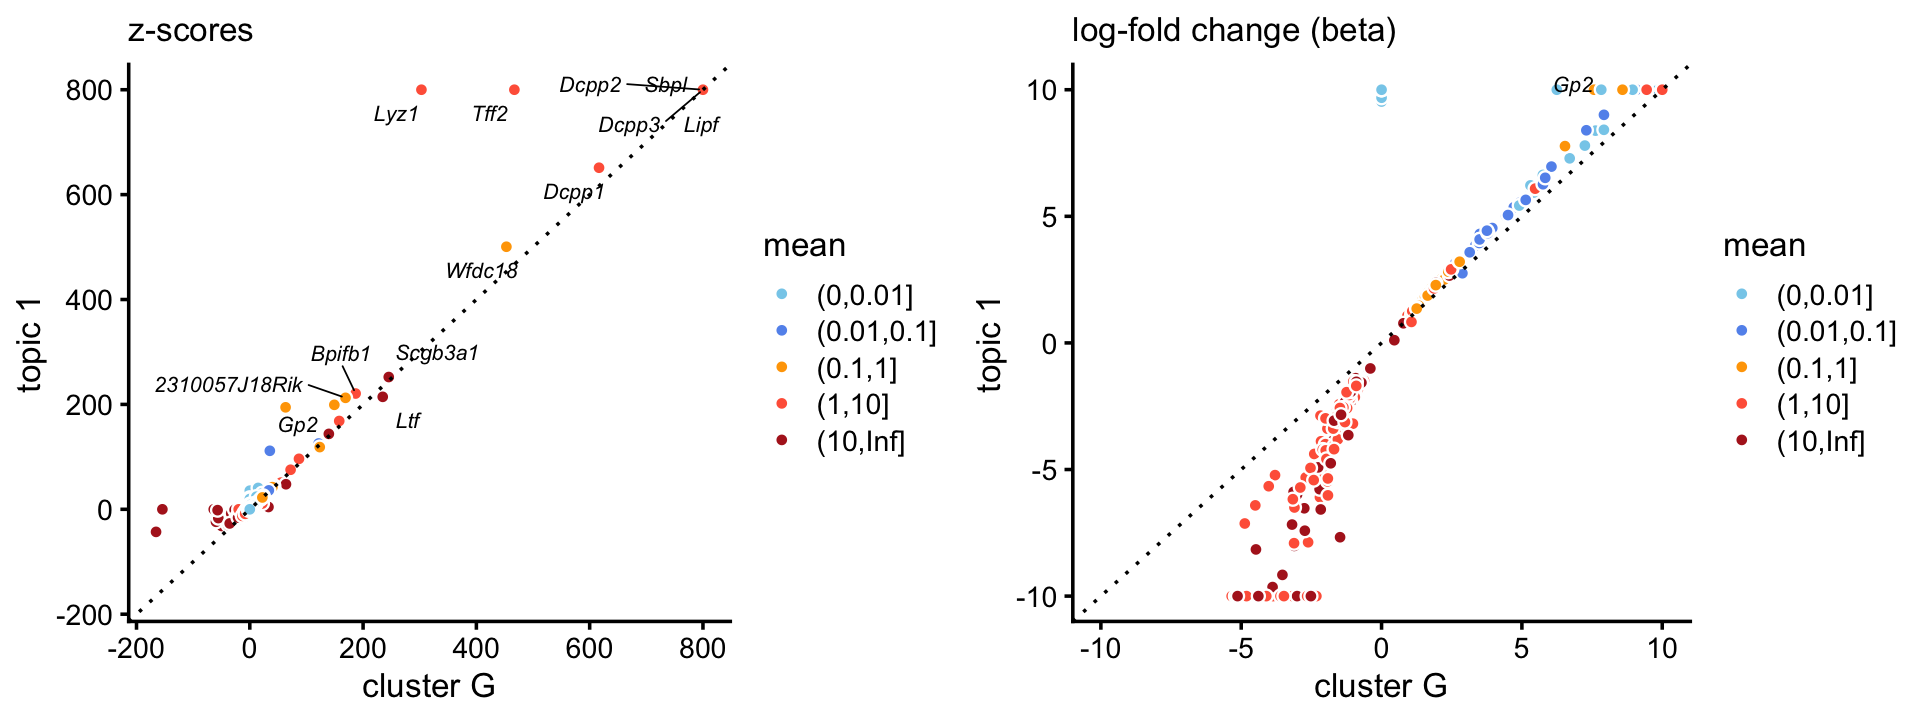 z-scores
800
600
400
200
0
-200
-200
0
200
400
600
800
topic 1
cluster G
Lyz1
Tff2
Dcpp2
Sbpl
Dcpp3
Lipf
Dcpp1
Wfdc18
Bpifb1
Scgb3a1
2310057J18Rik
Gp2
Ltf
mean
(0,0.01]
(0.01,0.1]
(0.1,1]
(1,10]
(10,Inf]
log-fold change (beta)
10
5
0
-5
-10
-10
-5
0
5
10
topic 1
cluster G
Gp2
mean
(0,0.01]
(0.01,0.1]
(0.1,1]
(1,10]
(10,Inf]